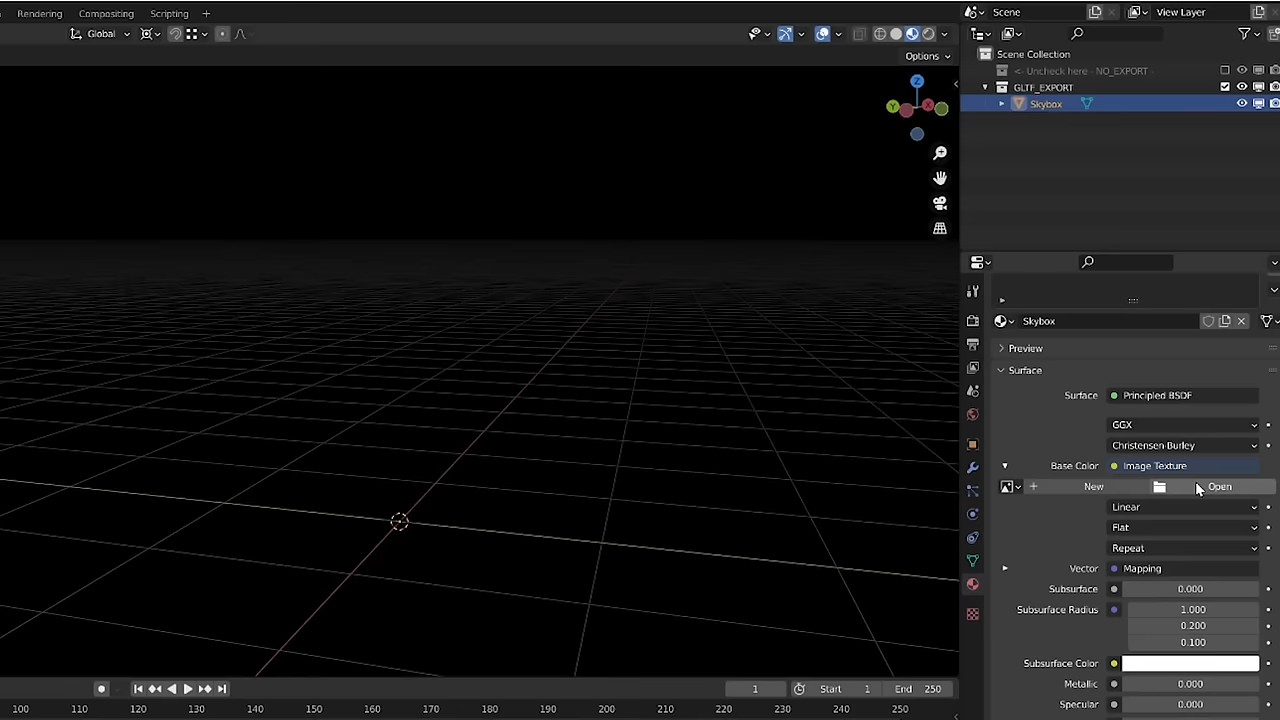 Rendering Compositing Scripting +
Scene View Layer
Global
Options
Scene Collection
<- Uncheck here - NO_EXPORT -
GLTF_EXPORT
Skybox
Z
Y X
Skybox
Preview
Surface
Surface Principled BSDF
GGX
Christensen-Burley
Base Color Image Texture
New Open
Linear
Flat
Repeat
Vector Mapping
Subsurface 0.000
Subsurface Radius 1.000
0.200
0.100
Subsurface Color
Metallic 0.000
Specular 0.000
1 Start 1 End 250
100 110 120 130 140 150 160 170 180 190 200 210 220 230 240 250